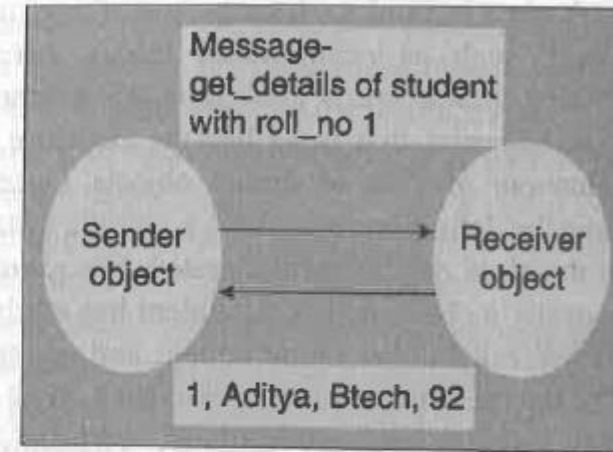 Message-
get_details of student
with roll_no 1
Sender
object
Receiver
object
1, Aditya, Btech, 92